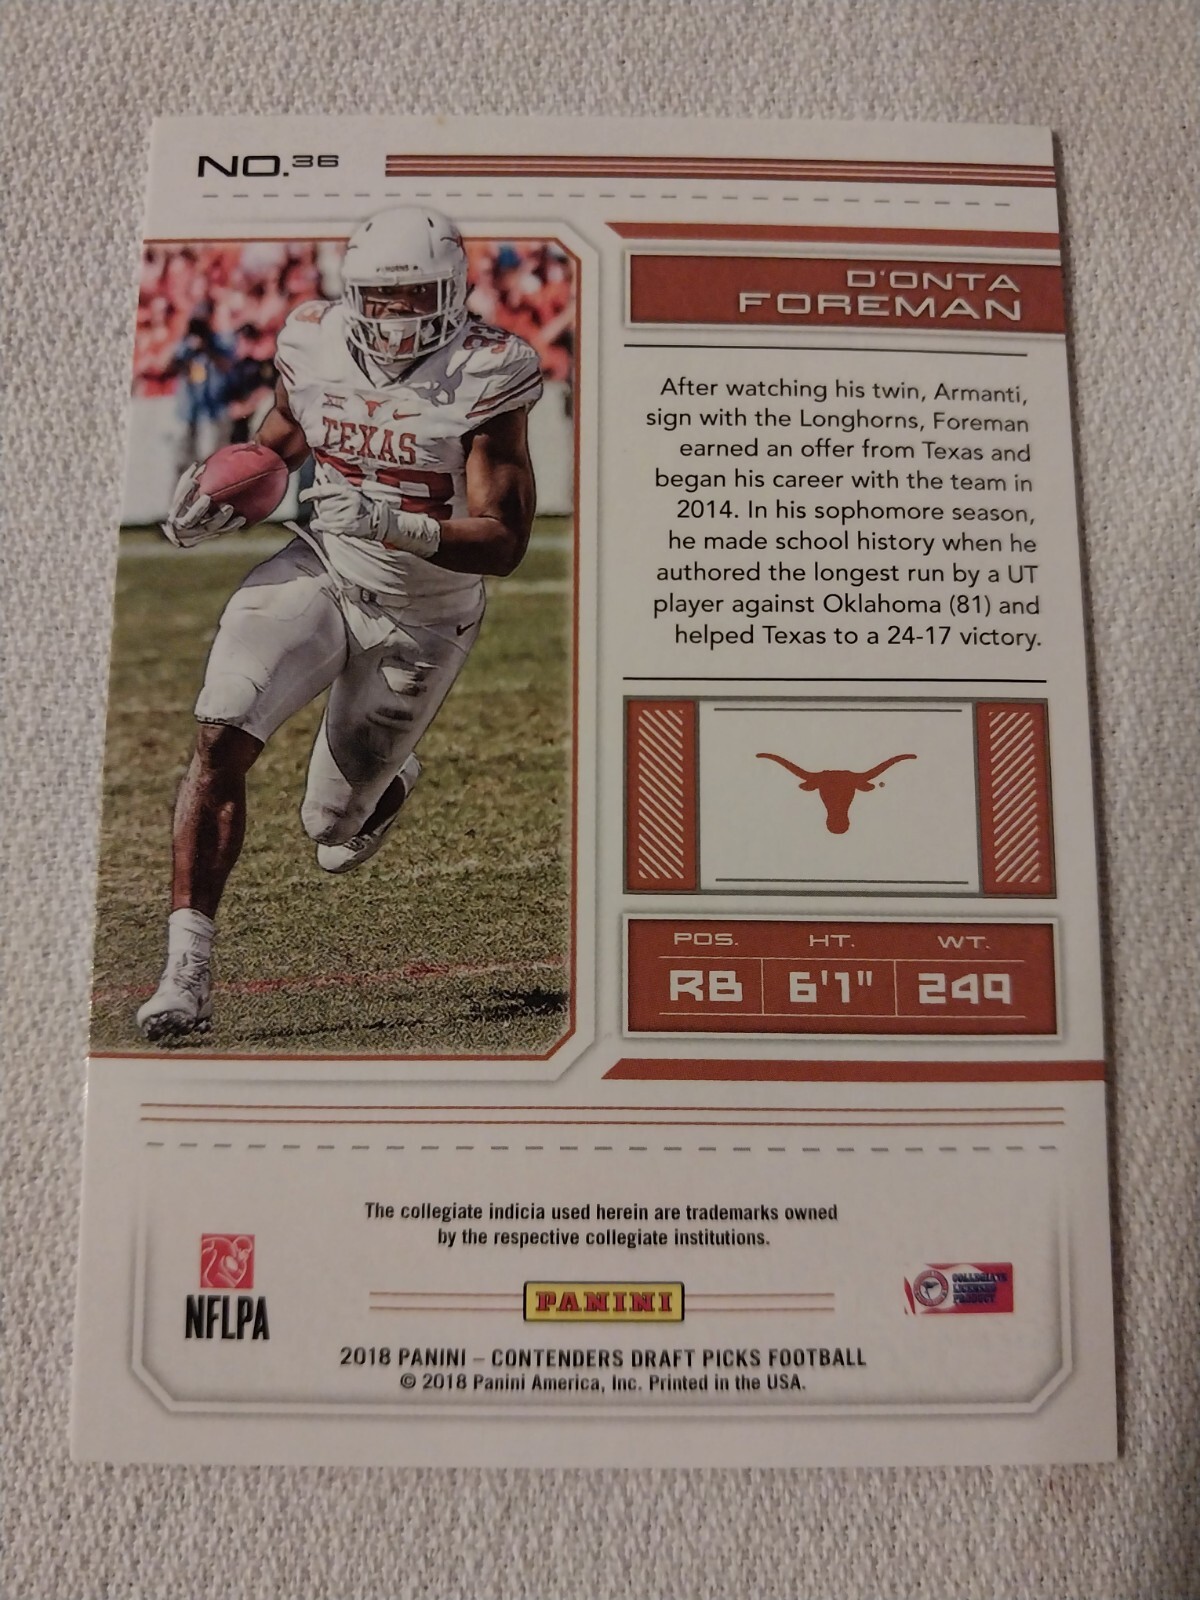 NO.36
D'ONTA
FOREMAN
After watching his twin, Armanti,
sign with the Longhorns, Foreman
earned an offer from Texas and
began his career with the team in
2014. In his sophomore season,
he made school history when he
authored the longest run by a UT
player against Oklahoma (81) and
helped Texas to a 24-17 victory.
TEXAS
POS. HT. WT.
RB 6'1" 249
The collegiate indicia used herein are trademarks owned
by the respective collegiate institutions.
NFLPA
PANINI
COLLEGIATE
LICENSED
PRODUCT
2018 PANINI – CONTENDERS DRAFT PICKS FOOTBALL
© 2018 Panini America, Inc. Printed in the USA.